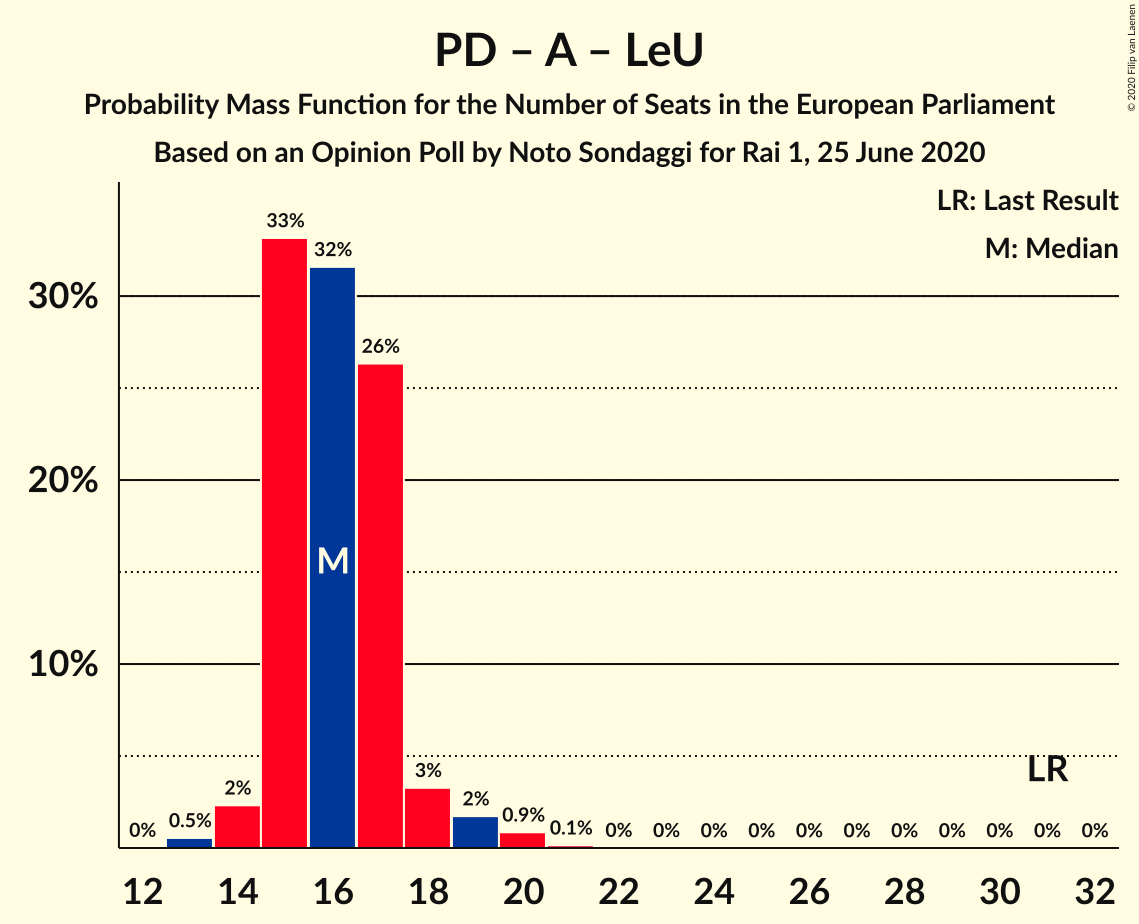 © 2020 Filip van Laenen
PD – A – LeU
Probability Mass Function for the Number of Seats in the European Parliament
Based on an Opinion Poll by Noto Sondaggi for Rai 1, 25 June 2020
LR: Last Result
M: Median
30%
20%
10%
0% 0.5% 2% 33% 32% 26% 3% 2% 0.9% 0.1% 0% 0% 0% 0% 0% 0% 0% 0% 0% 0% 0%
M
LR
12 14 16 18 20 22 24 26 28 30 32